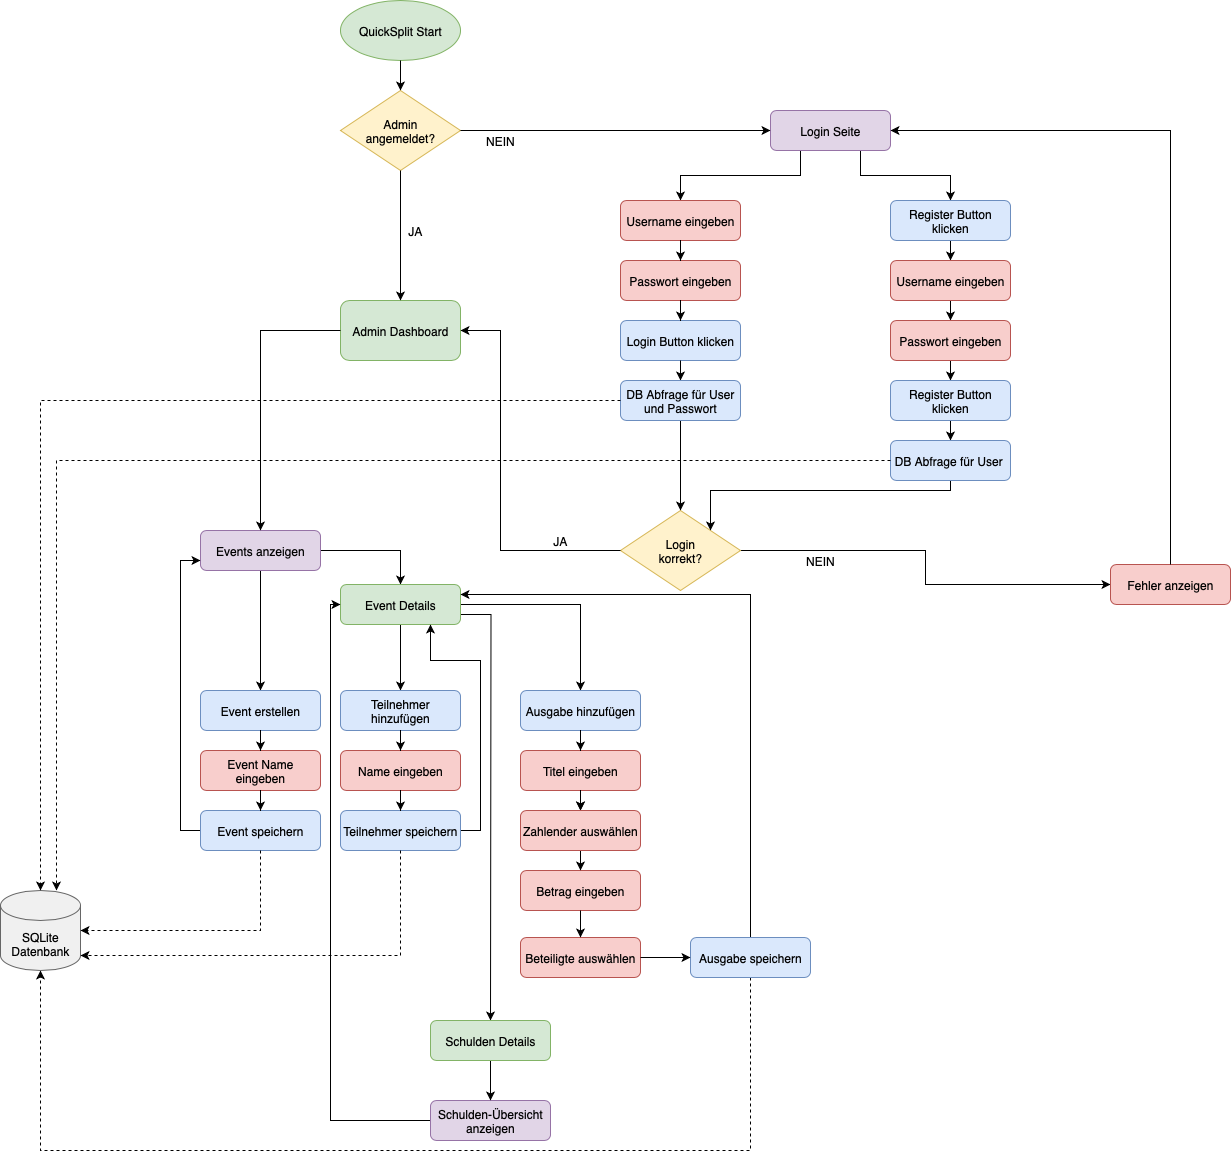 QuickSplit Start
Admin
angemeldet?
NEIN
Login Seite
JA
Username eingeben
Passwort eingeben
Login Button klicken
DB Abfrage für User
und Passwort
Register Button
klicken
Username eingeben
Passwort eingeben
Register Button
klicken
DB Abfrage für User
Admin Dashboard
Login
korrekt?
JA
NEIN
Fehler anzeigen
Events anzeigen
Event Details
Event erstellen
Event Name
eingeben
Event speichern
Teilnehmer
hinzufügen
Name eingeben
Teilnehmer speichern
Ausgabe hinzufügen
Titel eingeben
Zahlender auswählen
Betrag eingeben
Beteiligte auswählen
Ausgabe speichern
SQLite
Datenbank
Schulden Details
Schulden-Übersicht
anzeigen